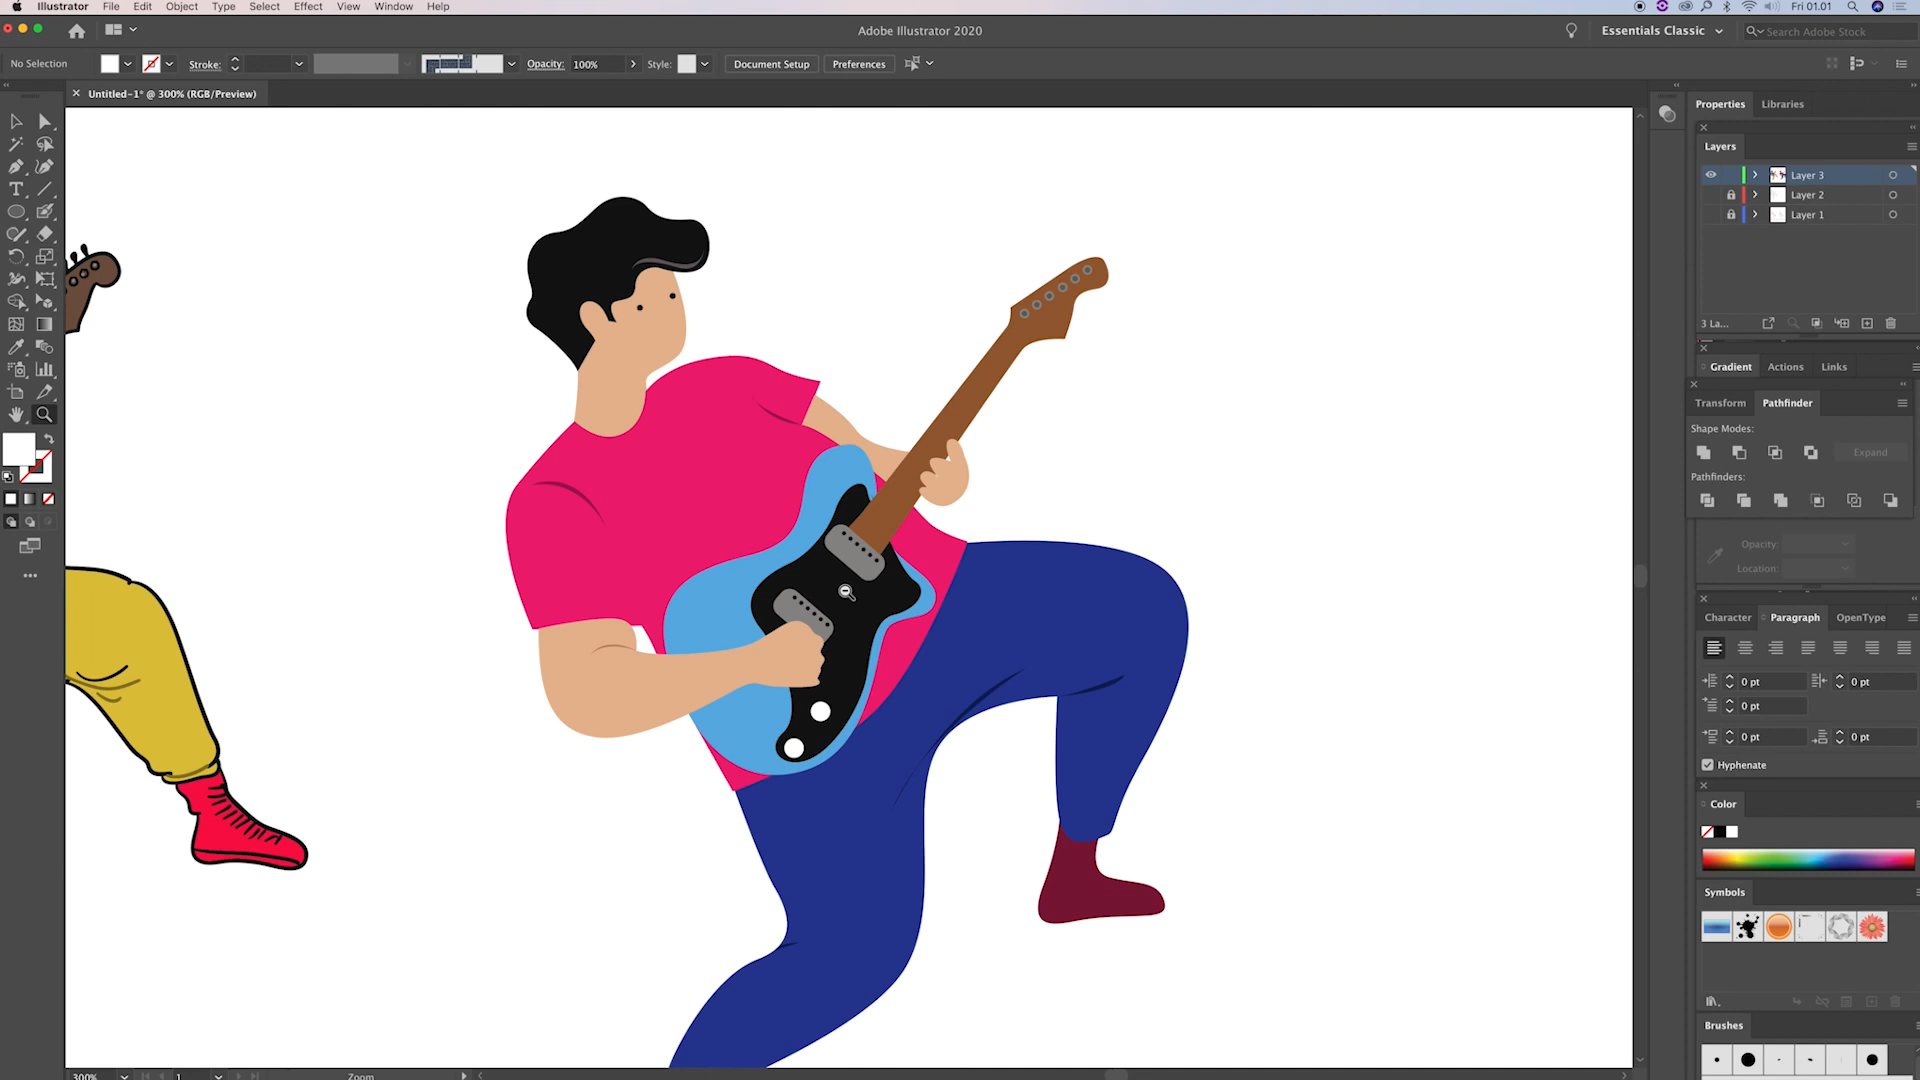 Illustrator File Edit Object Type Select Effect View Window Help
Fri 01.01
Adobe Illustrator 2020
Essentials Classic
Search Adobe Stock
No Selection
Stroke:
Opacity: 100%
Style:
Document Setup
Preferences
Untitled-1* @ 300% (RGB/Preview)
Properties Libraries
Layers
Layer 3
Layer 2
Layer 1
3 La...
Gradient Actions Links
Transform Pathfinder
Shape Modes:
Expand
Pathfinders:
Opacity:
Location:
Character Paragraph OpenType
0 pt 0 pt
0 pt
0 pt 0 pt
Hyphenate
Color
Symbols
Brushes
300% 1 Zoom